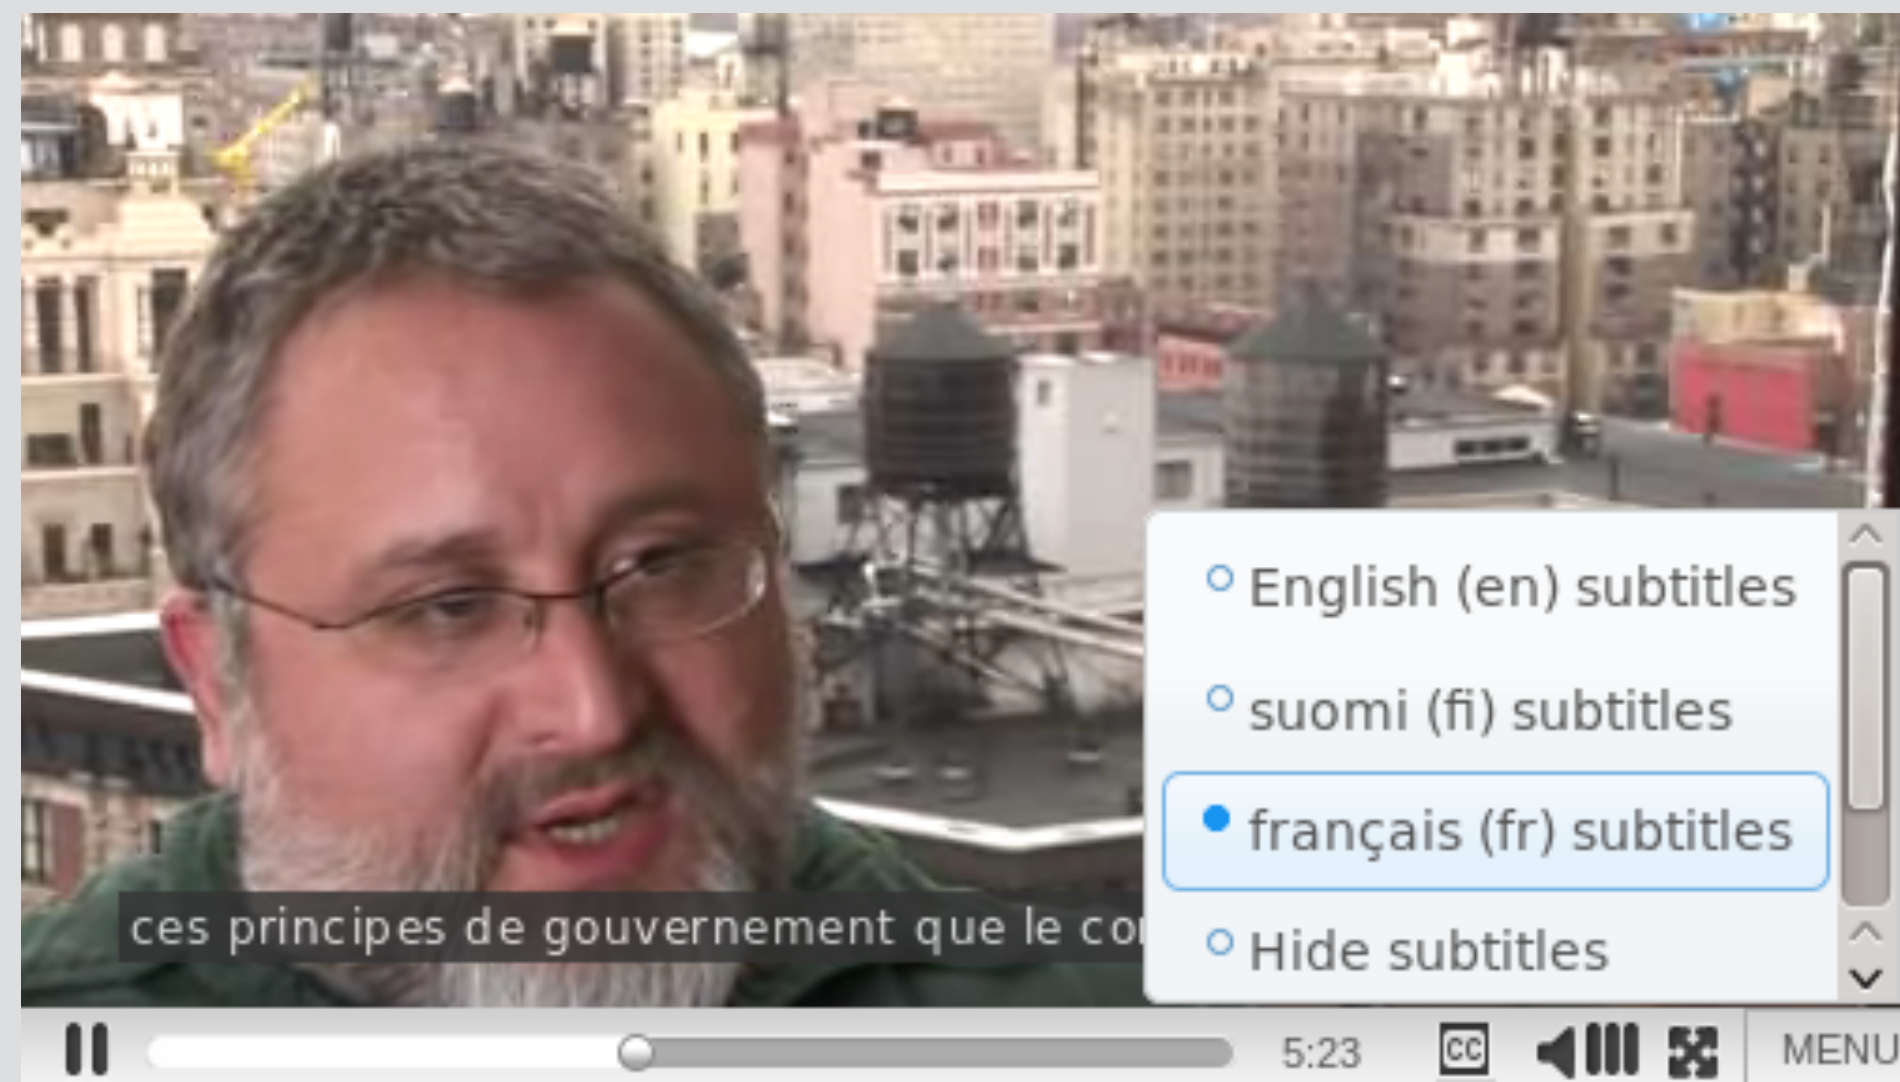 English (en) subtitles
suomi (fi) subtitles
français (fr) subtitles
Hide subtitles
ces principes de gouvernement que le
5:23
CC
MENU